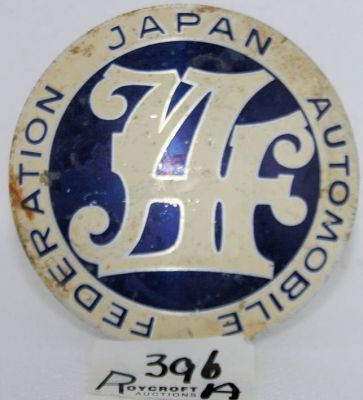 JAPAN AUTOMOBILE FEDERATION
JAF
396
A
ROYCROFT
AUCTIONS